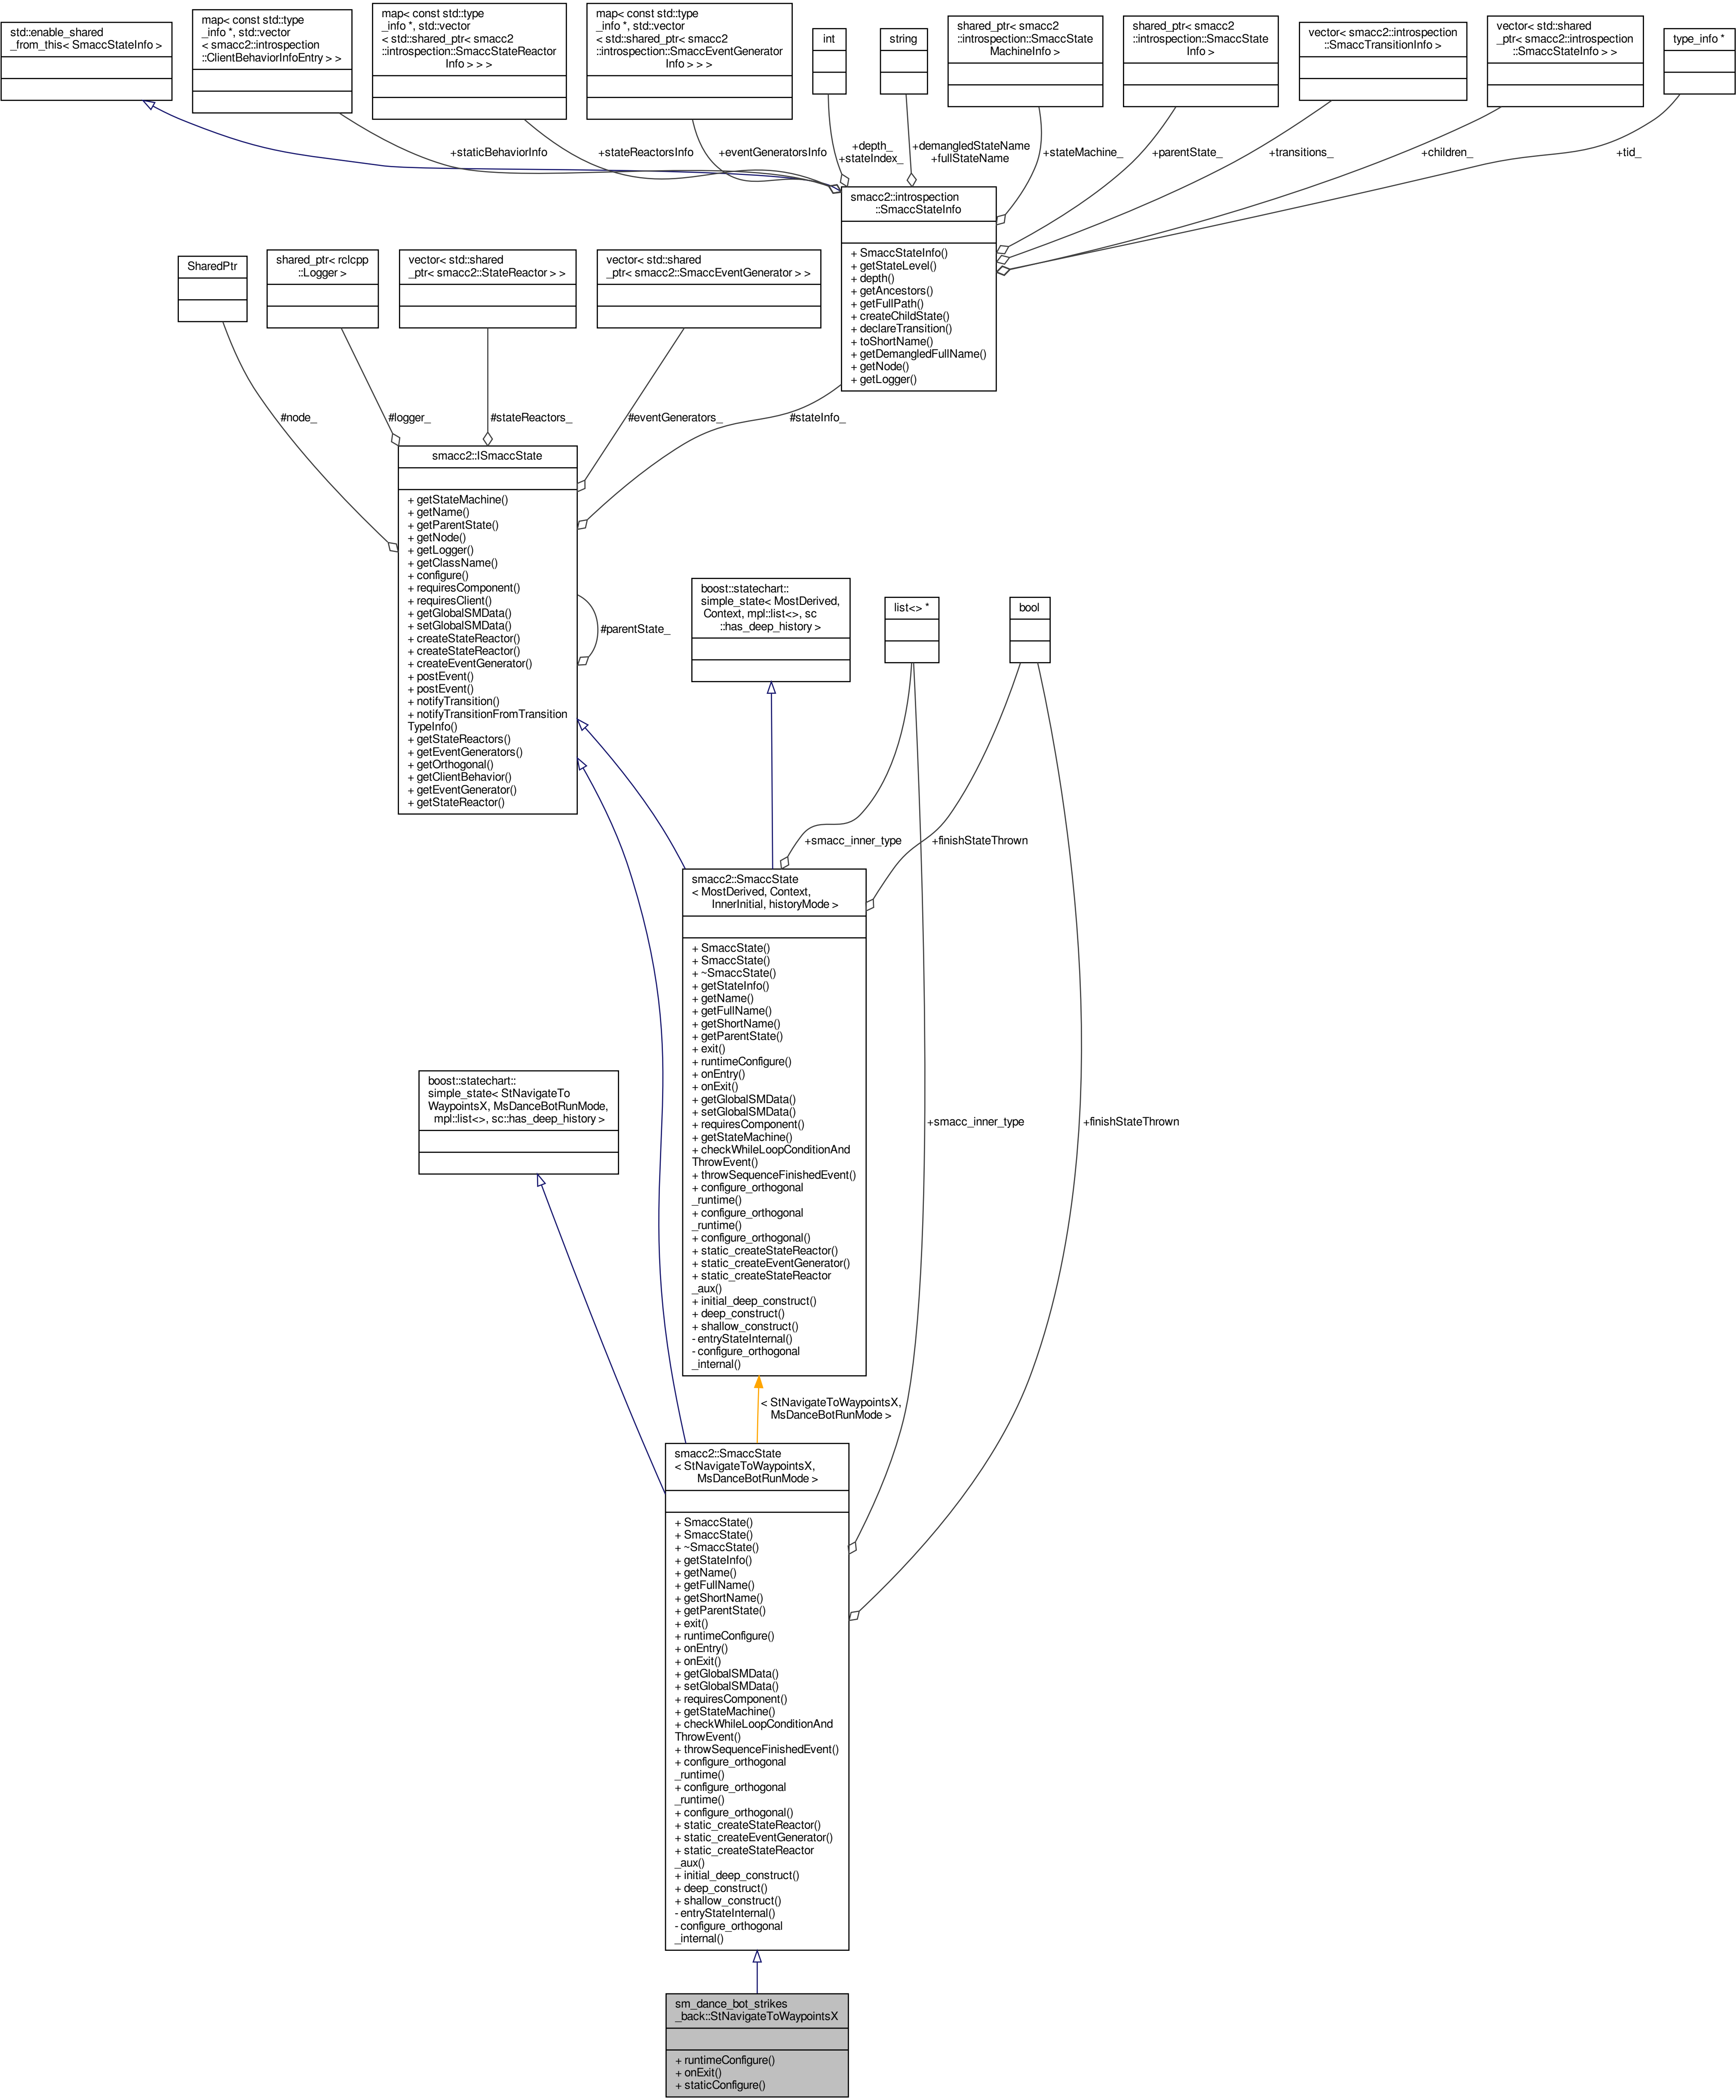 std::enable_shared
_from_this< SmaccStateInfo >
map< const std::type
_info *, std::vector
< smacc2::introspection
::ClientBehaviorInfoEntry > >
map< const std::type
_info *, std::vector
< std::shared_ptr< smacc2
::introspection::SmaccStateReactor
Info > > >
map< const std::type
_info *, std::vector
< std::shared_ptr< smacc2
::introspection::SmaccEventGenerator
Info > > >
int
string
shared_ptr< smacc2
::introspection::SmaccState
MachineInfo >
shared_ptr< smacc2
::introspection::SmaccState
Info >
vector< smacc2::introspection
::SmaccTransitionInfo >
vector< std::shared
_ptr< smacc2::introspection
::SmaccStateInfo > >
type_info *
+staticBehaviorInfo
+stateReactorsInfo
+eventGeneratorsInfo
+depth_
+stateIndex_
+demangledStateName
+fullStateName
+stateMachine_
+parentState_
+transitions_
+children_
+tid_
smacc2::introspection
::SmaccStateInfo
+ SmaccStateInfo()
+ getStateLevel()
+ depth()
+ getAncestors()
+ getFullPath()
+ createChildState()
+ declareTransition()
+ toShortName()
+ getDemangledFullName()
+ getNode()
+ getLogger()
SharedPtr
shared_ptr< rclcpp
::Logger >
vector< std::shared
_ptr< smacc2::StateReactor > >
vector< std::shared
_ptr< smacc2::SmaccEventGenerator > >
#node_
#logger_
#stateReactors_
#eventGenerators_
#stateInfo_
smacc2::ISmaccState
+ getStateMachine()
+ getName()
+ getParentState()
+ getNode()
+ getLogger()
+ getClassName()
+ configure()
+ requiresComponent()
+ requiresClient()
+ getGlobalSMData()
+ setGlobalSMData()
+ createStateReactor()
+ createStateReactor()
+ createEventGenerator()
+ postEvent()
+ postEvent()
+ notifyTransition()
+ notifyTransitionFromTransition
TypeInfo()
+ getStateReactors()
+ getEventGenerators()
+ getOrthogonal()
+ getClientBehavior()
+ getEventGenerator()
+ getStateReactor()
#parentState_
boost::statechart::
simple_state< MostDerived,
Context, mpl::list<>, sc
::has_deep_history >
list<> *
bool
+smacc_inner_type
+finishStateThrown
smacc2::SmaccState
< MostDerived, Context,
InnerInitial, historyMode >
+ SmaccState()
+ SmaccState()
+ ~SmaccState()
+ getStateInfo()
+ getName()
+ getFullName()
+ getShortName()
+ getParentState()
+ exit()
+ runtimeConfigure()
+ onEntry()
+ onExit()
+ getGlobalSMData()
+ setGlobalSMData()
+ requiresComponent()
+ getStateMachine()
+ checkWhileLoopConditionAnd
ThrowEvent()
+ throwSequenceFinishedEvent()
+ configure_orthogonal
_runtime()
+ configure_orthogonal
_runtime()
+ configure_orthogonal()
+ static_createStateReactor()
+ static_createEventGenerator()
+ static_createStateReactor
_aux()
+ initial_deep_construct()
+ deep_construct()
+ shallow_construct()
- entryStateInternal()
- configure_orthogonal
_internal()
boost::statechart::
simple_state< StNavigateTo
WaypointsX, MsDanceBotRunMode,
mpl::list<>, sc::has_deep_history >
+smacc_inner_type
+finishStateThrown
< StNavigateToWaypointsX,
MsDanceBotRunMode >
smacc2::SmaccState
< StNavigateToWaypointsX,
MsDanceBotRunMode >
+ SmaccState()
+ SmaccState()
+ ~SmaccState()
+ getStateInfo()
+ getName()
+ getFullName()
+ getShortName()
+ getParentState()
+ exit()
+ runtimeConfigure()
+ onEntry()
+ onExit()
+ getGlobalSMData()
+ setGlobalSMData()
+ requiresComponent()
+ getStateMachine()
+ checkWhileLoopConditionAnd
ThrowEvent()
+ throwSequenceFinishedEvent()
+ configure_orthogonal
_runtime()
+ configure_orthogonal
_runtime()
+ configure_orthogonal()
+ static_createStateReactor()
+ static_createEventGenerator()
+ static_createStateReactor
_aux()
+ initial_deep_construct()
+ deep_construct()
+ shallow_construct()
- entryStateInternal()
- configure_orthogonal
_internal()
sm_dance_bot_strikes
_back::StNavigateToWaypointsX
+ runtimeConfigure()
+ onExit()
+ staticConfigure()